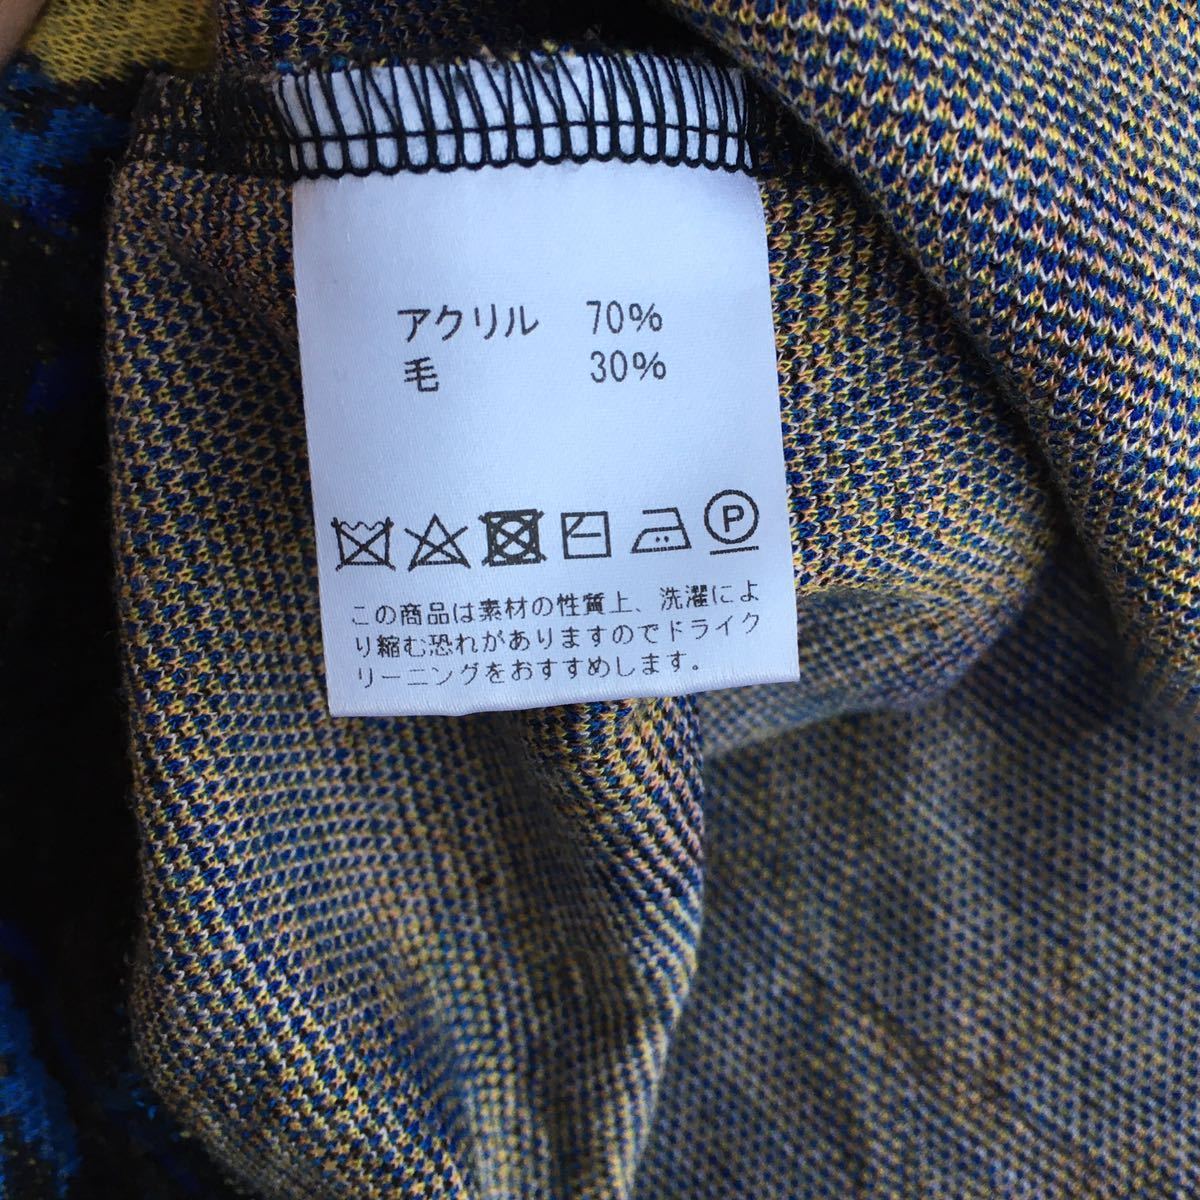 アクリル 70%
毛 30%
P
この商品は素材の性質上、洗濯によ
り縮む恐れがありますのでドライク
リーニングをおすすめします。